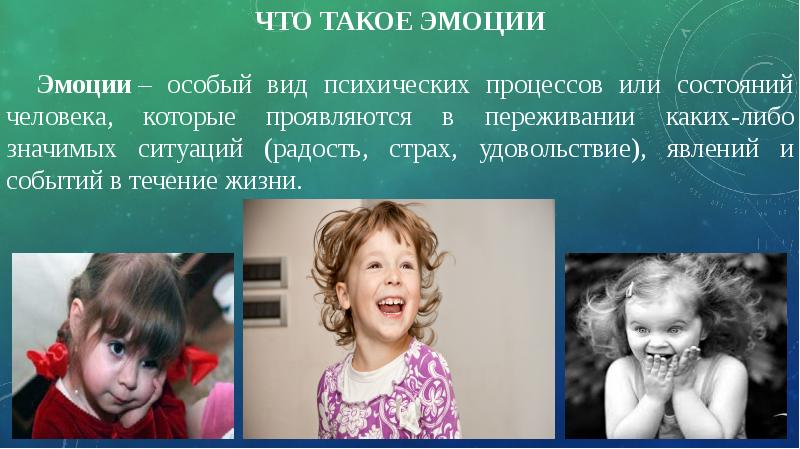 ЧТО ТАКОЕ ЭМОЦИИ
Эмоции – особый вид психических процессов или состояний
человека, которые проявляются в переживании каких-либо
значимых ситуаций (радость, страх, удовольствие), явлений и
событий в течение жизни.